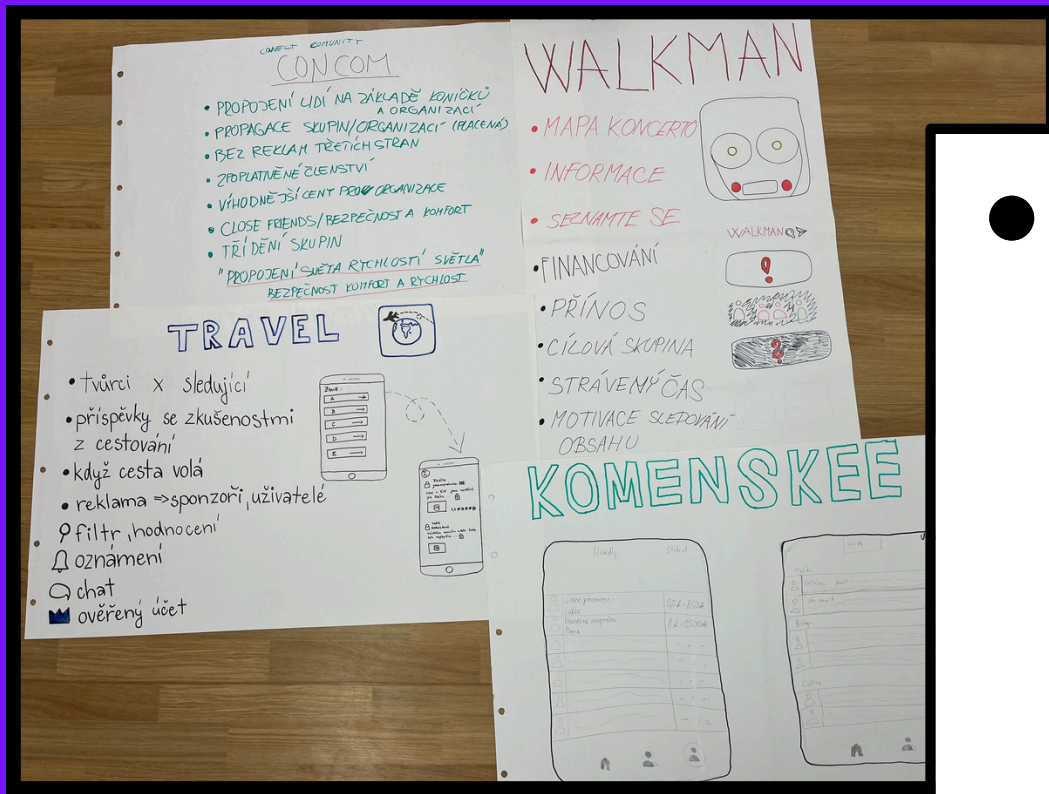 CONECT KOMUNITY
CONCOM
• PROPOJENÍ LIDÍ NA ZÁKLADĚ KONÍČKŮ
A ORGANIZACÍ
• PROPAGACE SKUPIN/ORGANIZACÍ (PLACENÁ)
• BEZ REKLAM TŘETÍCH STRAN
• ZPOPLATNĚNÉ ČLENSTVÍ
• VÍHODNĚJŠÍ CENY PRO ORGANIZACE
• CLOSE FRIENDS/BEZPEČNOST A KOMFORT
• TŘÍDĚNÍ SKUPIN
"PROPOJENÍ SVĚTA RYCHLOSTÍ SVĚTLA"
BEZPEČNOST KOMFORT A RYCHLOST
WALKMAN
• MAPA KONCERTŮ
• INFORMACE
• SEZNAMTE SE
WALKMAN
• FINANCOVÁNÍ
• PŘÍNOS
• CÍLOVÁ SKUPINA
• STRÁVENÝ ČAS
• MOTIVACE SLEDOVÁNÍ
OBSAHU
TRAVEL
• tvůrci x sledující
• příspěvky se zkušenostmi
z cestování
• když cesta volá
• reklama => sponzoři, uživatelé
filtr, hodnocení
oznámení
chat
ověřený účet
A
B
C
D
E
KOMENSKEE